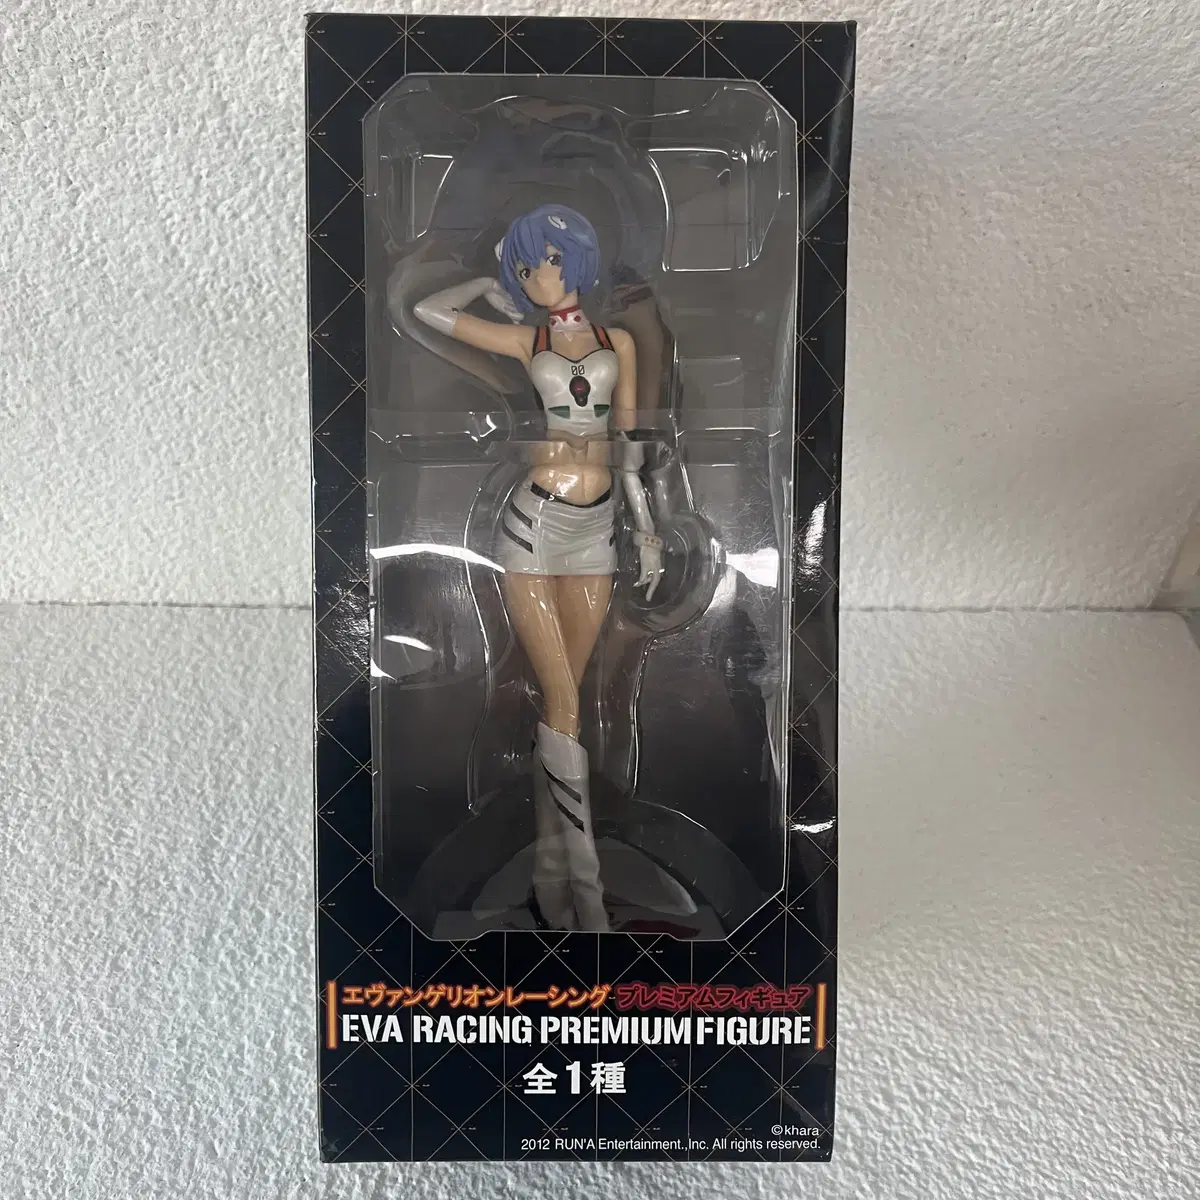 00
エヴァンゲリオンレーシング プレミアムフィギュア
EVA RACING PREMIUM FIGURE
全1種
©khara
2012 RUN'A Entertainment.,Inc. All rights reserved.